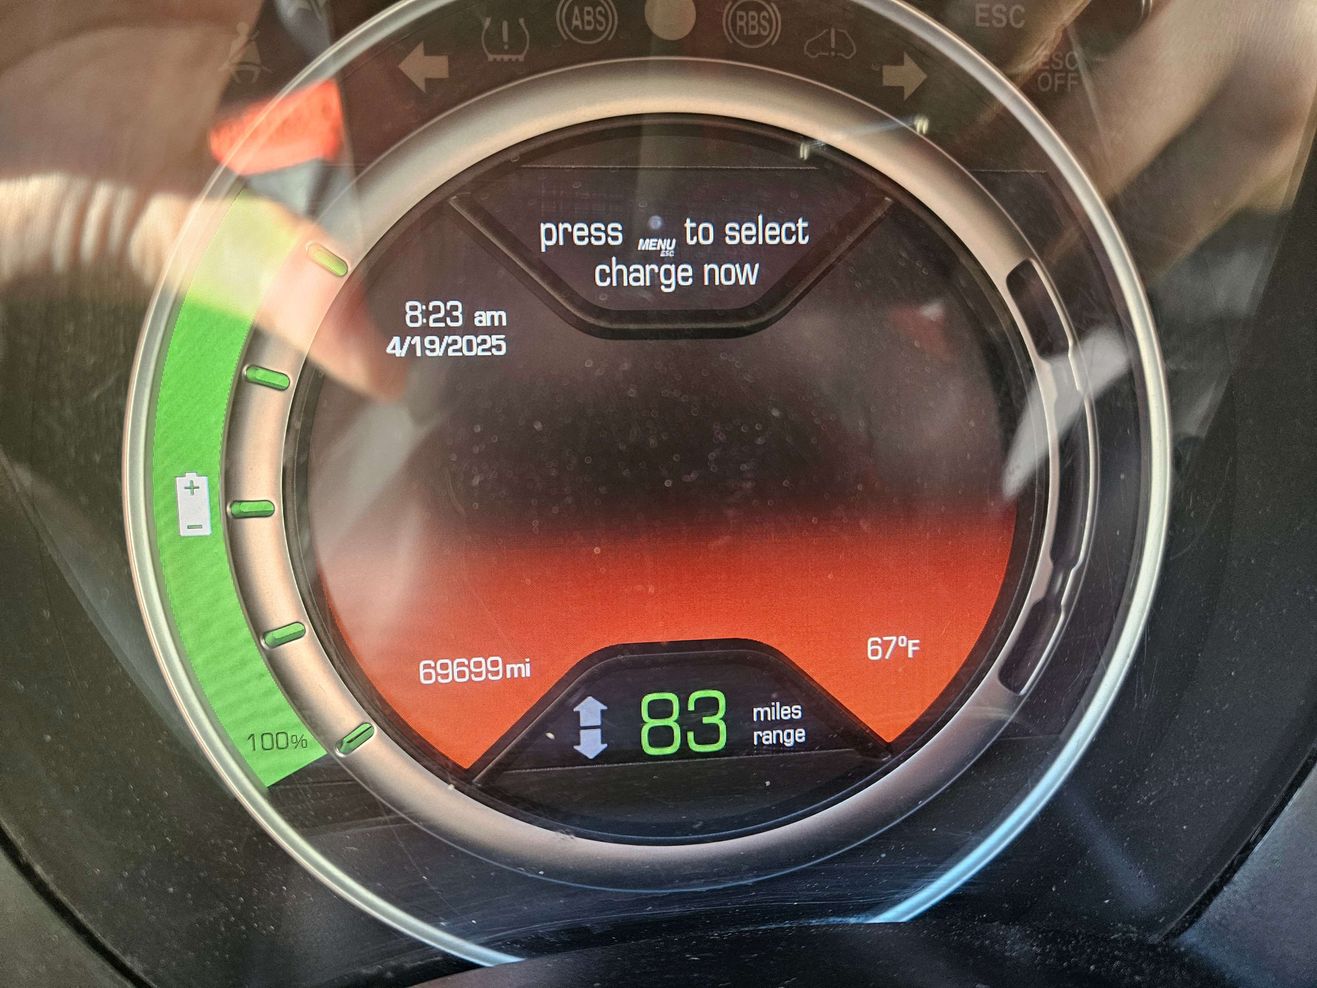 ABS
RBS
ESC
ESC
OFF
press MENU to select
ESC
charge now
8:23 am
4/19/2025
69699 mi
67°F
100%
83 miles
range